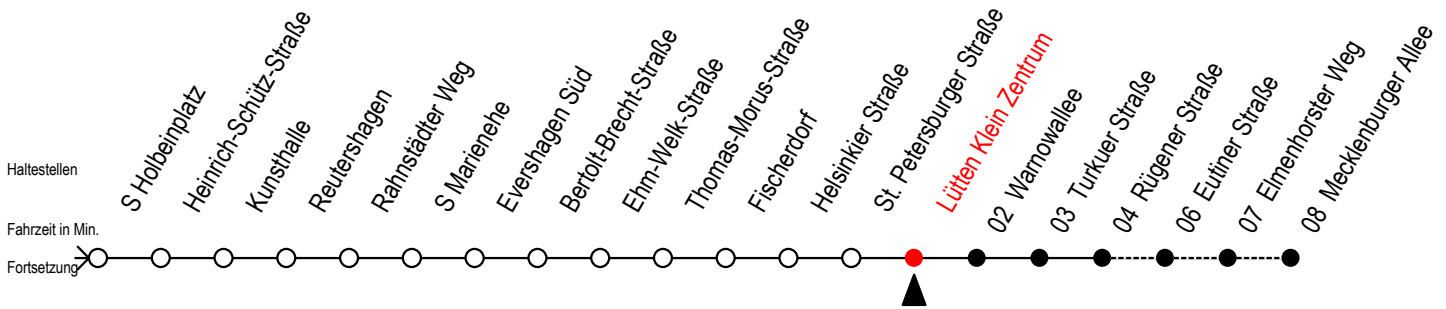 Haltestellen
Fahrzeit in Min.
Fortsetzung
S Holbeinplatz
Heinrich-Schütz-Straße
Kunsthalle
Reutershagen
Rahnstädter Weg
S Marienehe
Evershagen Süd
Bertolt-Brecht-Straße
Ehm-Welk-Straße
Thomas-Morus-Straße
Fischerdorf
Helsinkier Straße
St. Petersburger Straße
Lütten Klein Zentrum
02 Warnowallee
03 Turkuer Straße
04 Rügener Straße
06 Eutiner Straße
07 Elmenhorster Weg
08 Mecklenburger Allee